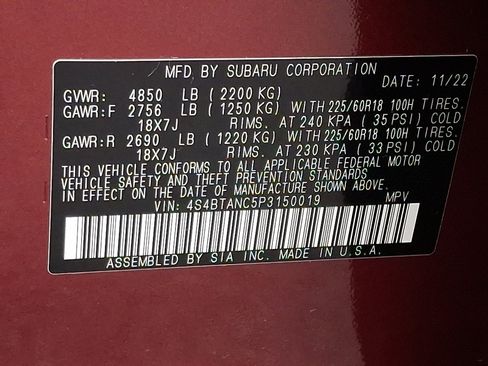 MFD. BY SUBARU CORPORATION
DATE: 11/22
GVWR: 4850 LB ( 2200 KG)
GAWR:F 2756 LB ( 1250 KG) WITH 225/60R18 100H TIRES.
18X7J RIMS. AT 240 KPA ( 35 PSI) COLD
GAWR:R 2690 LB ( 1220 KG) WITH 225/60R18 100H TIRES.
18X7J RIMS. AT 230 KPA ( 33 PSI) COLD
THIS VEHICLE CONFORMS TO ALL APPLICABLE FEDERAL MOTOR
VEHICLE SAFETY AND THEFT PREVENTION STANDARDS
IN EFFECT ON THE DATE OF MANUFACTURE SHOWN ABOVE.
VIN: 4S4BTANC5P3150019 MPV
ASSEMBLED BY SIA INC. MADE IN U.S.A.